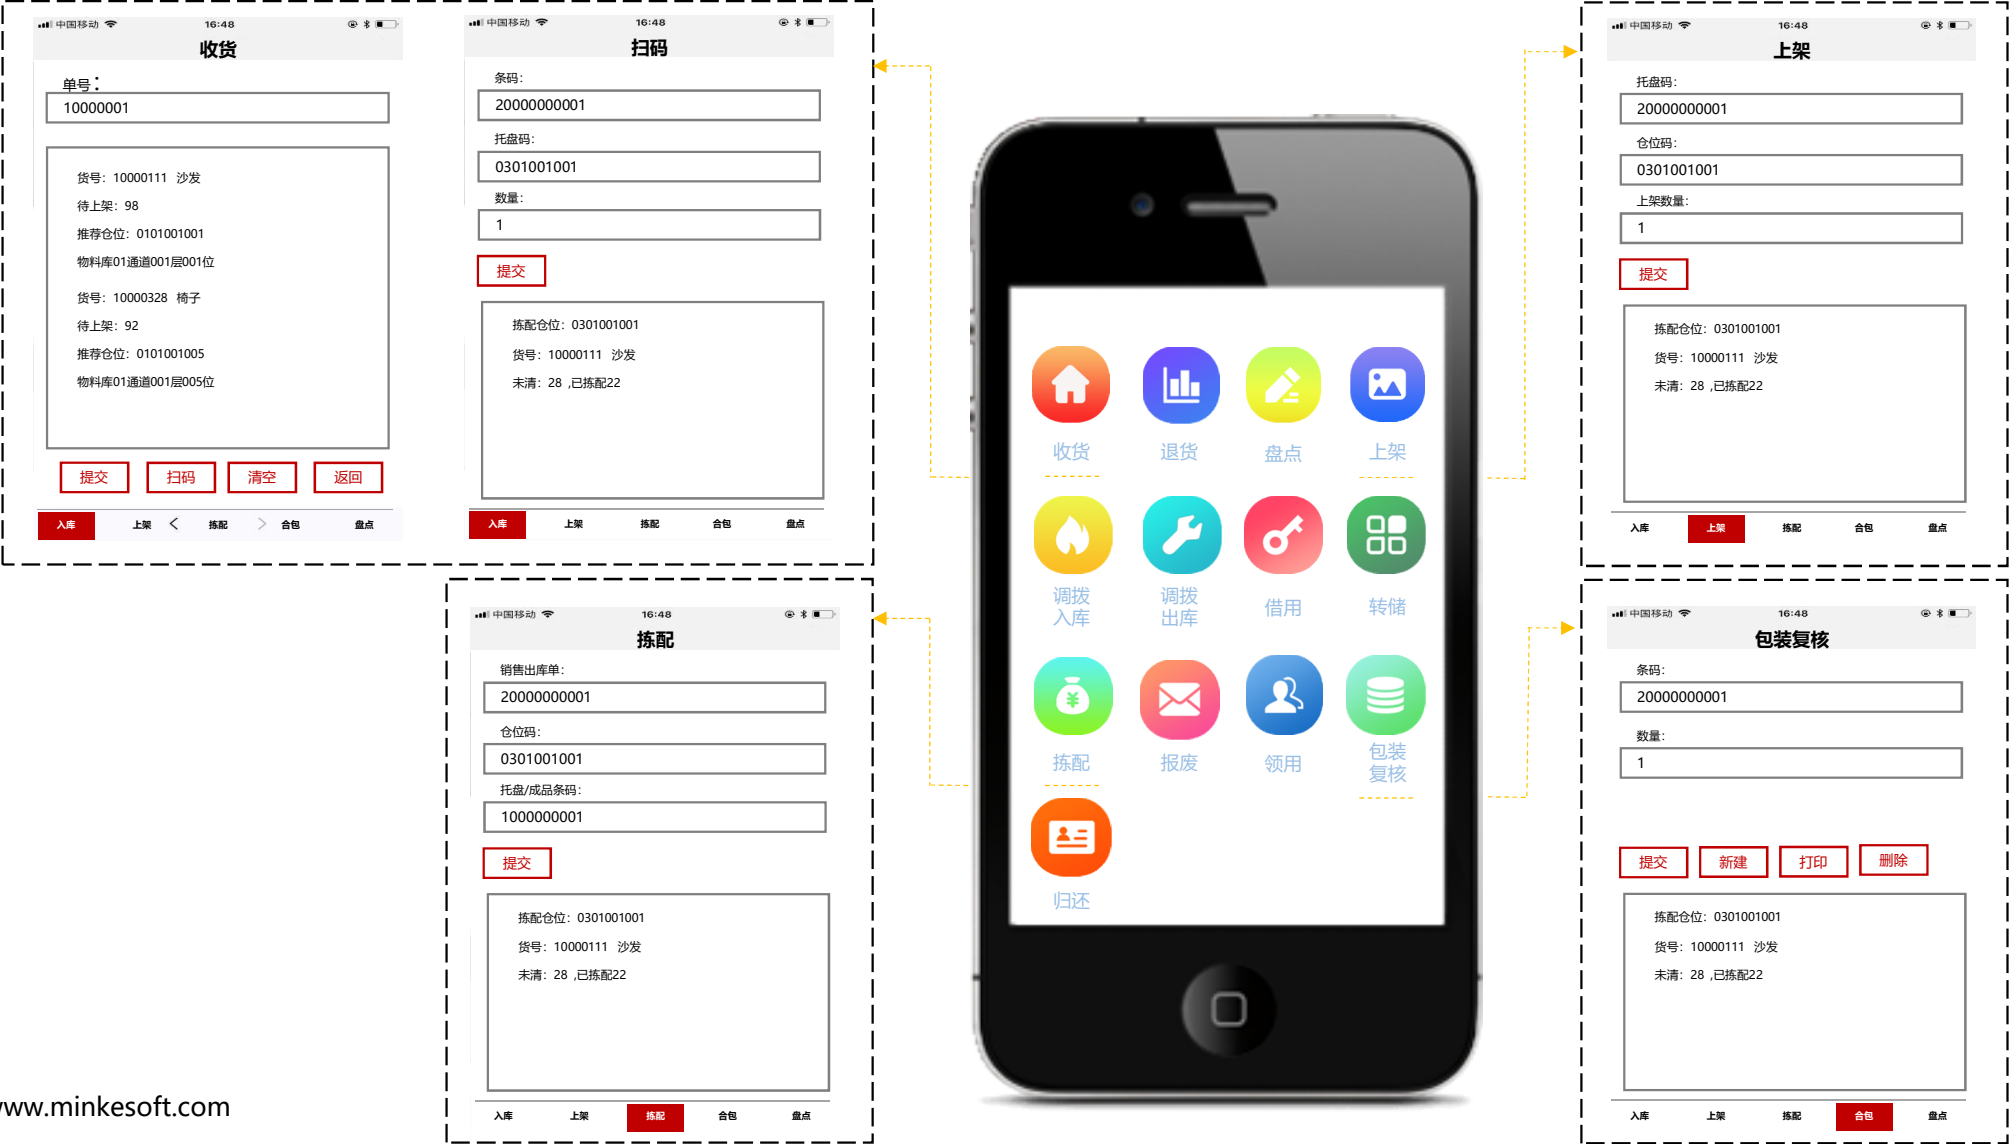 中国移动 16:48
收货
单号：
10000001
货号：10000111 沙发
待上架：98
推荐仓位：0101001001
物料库01通道001层001位
货号：10000328 椅子
待上架：92
推荐仓位：0101001005
物料库01通道001层005位
提交 扫码 清空 返回
入库 上架 < 拣配 > 合包 盘点
中国移动 16:48
扫码
条码：
20000000001
托盘码：
0301001001
数量：
1
提交
拣配仓位：0301001001
货号：10000111 沙发
未清：28 ,已拣配22
入库 上架 拣配 合包 盘点
中国移动 16:48
拣配
销售出库单：
20000000001
仓位码：
0301001001
托盘/成品条码：
1000000001
提交
拣配仓位：0301001001
货号：10000111 沙发
未清：28 ,已拣配22
入库 上架 拣配 合包 盘点
收货 退货 盘点 上架
调拨
入库
调拨
出库
借用 转储
拣配 报废 领用
包装
复核
归还
中国移动 16:48
上架
托盘码：
20000000001
仓位码：
0301001001
上架数量：
1
提交
拣配仓位：0301001001
货号：10000111 沙发
未清：28 ,已拣配22
入库 上架 拣配 合包 盘点
中国移动 16:48
包装复核
条码：
20000000001
数量：
1
提交 新建 打印 删除
拣配仓位：0301001001
货号：10000111 沙发
未清：28 ,已拣配22
入库 上架 拣配 合包 盘点
www.minkesoft.com